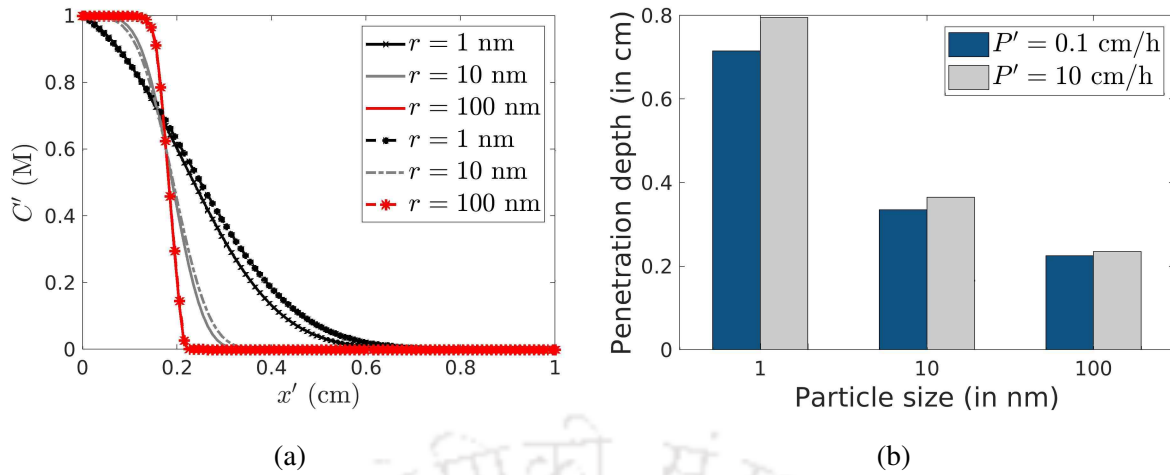 1
0.8
0.6
0.4
0.2
0
C′ (M)
0 0.2 0.4 0.6 0.8 1
x′ (cm)
r = 1 nm
r = 10 nm
r = 100 nm
r = 1 nm
r = 10 nm
r = 100 nm
(a)
0.8
0.6
0.4
0.2
0
Penetration depth (in cm)
P′ = 0.1 cm/h
P′ = 10 cm/h
1 10 100
Particle size (in nm)
(b)